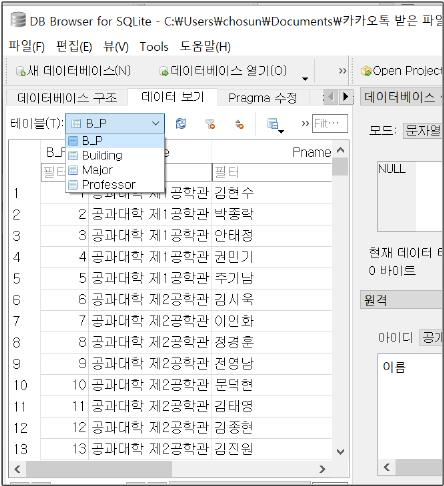 DB Browser for SQLite - C:₩Users₩chosun₩Documents₩카카오톡 받은 파일
파일(F) 편집(E) 뷰(V) Tools 도움말(H)
새 데이터베이스(N) 데이터베이스 열기(O) » Open Project
데이터베이스 구조 데이터 보기 Pragma 수정 데이터베이스
테이블(T): B_P » Filt···
모드: 문자열
B_P
Building
Major
Professor
B_P e Pname
필터 필터
NULL
1 1 공과대학 제1공학관 김현수
2 2 공과대학 제1공학관 박종락
3 3 공과대학 제1공학관 안태정
4 4 공과대학 제1공학관 권민기
5 5 공과대학 제1공학관 주기남
6 6 공과대학 제2공학관 김시욱
7 7 공과대학 제2공학관 이인화
8 8 공과대학 제2공학관 정경훈
9 9 공과대학 제2공학관 전영남
10 10 공과대학 제2공학관 문덕현
11 11 공과대학 제2공학관 김태영
12 12 공과대학 제2공학관 김종현
13 13 공과대학 제2공학관 김진원
현재 데이터 타
0 바이트
원격
아이디 공개
이름